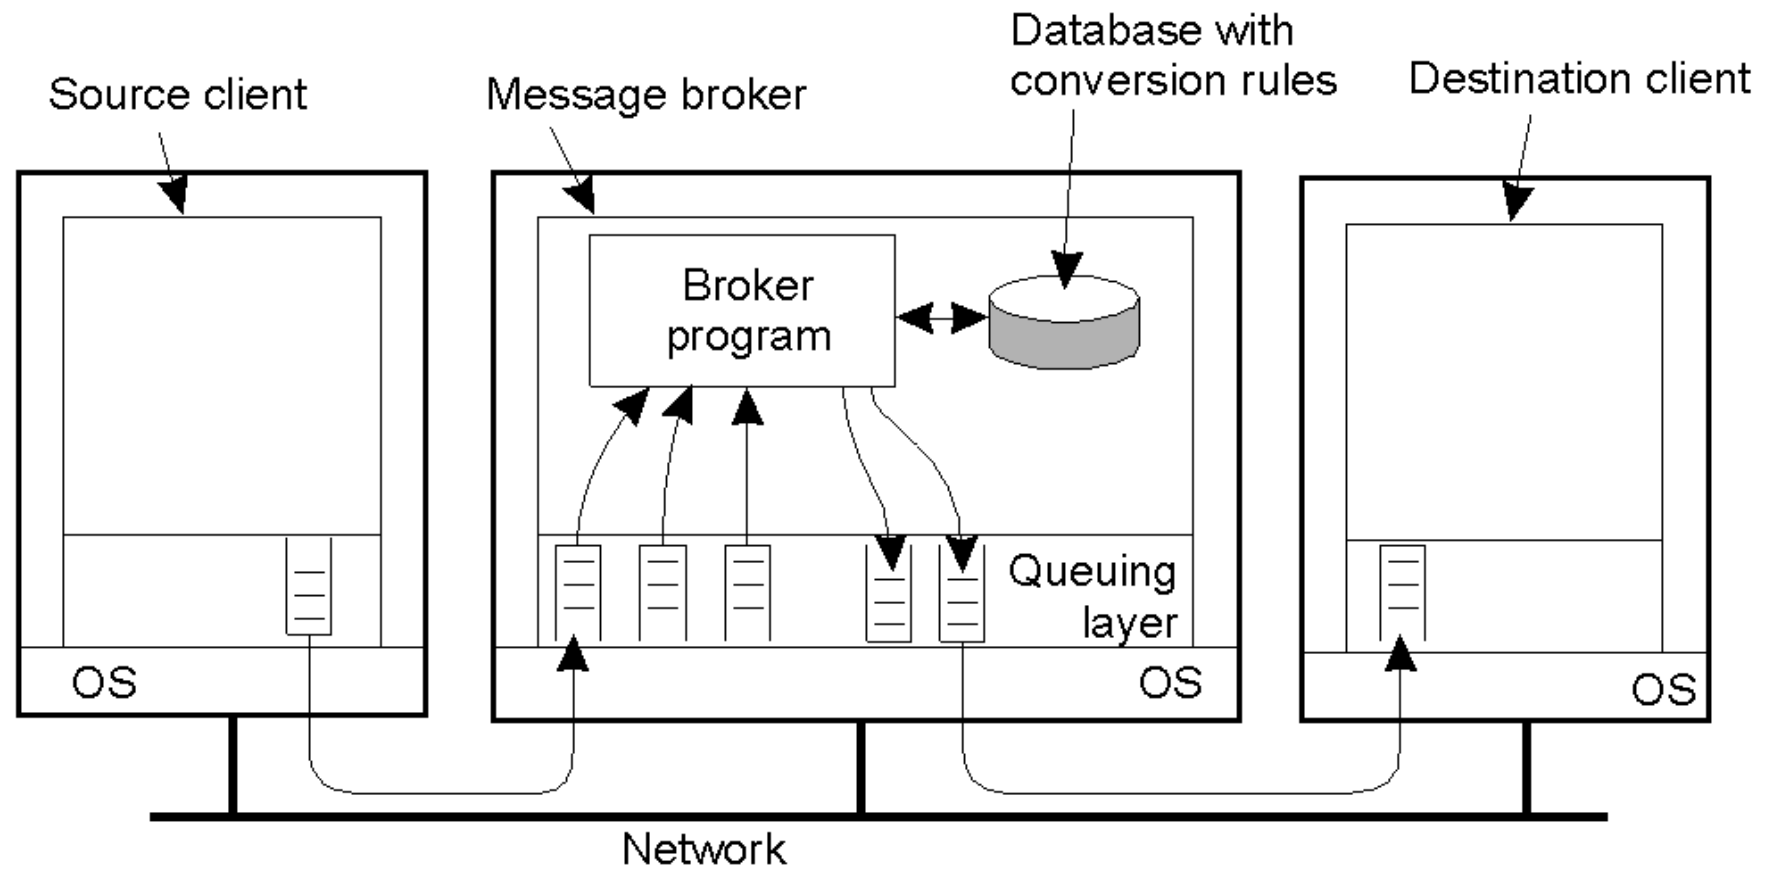 Source client
Message broker
Database with
conversion rules
Destination client
Broker
program
Queuing
layer
OS
OS
OS
Network